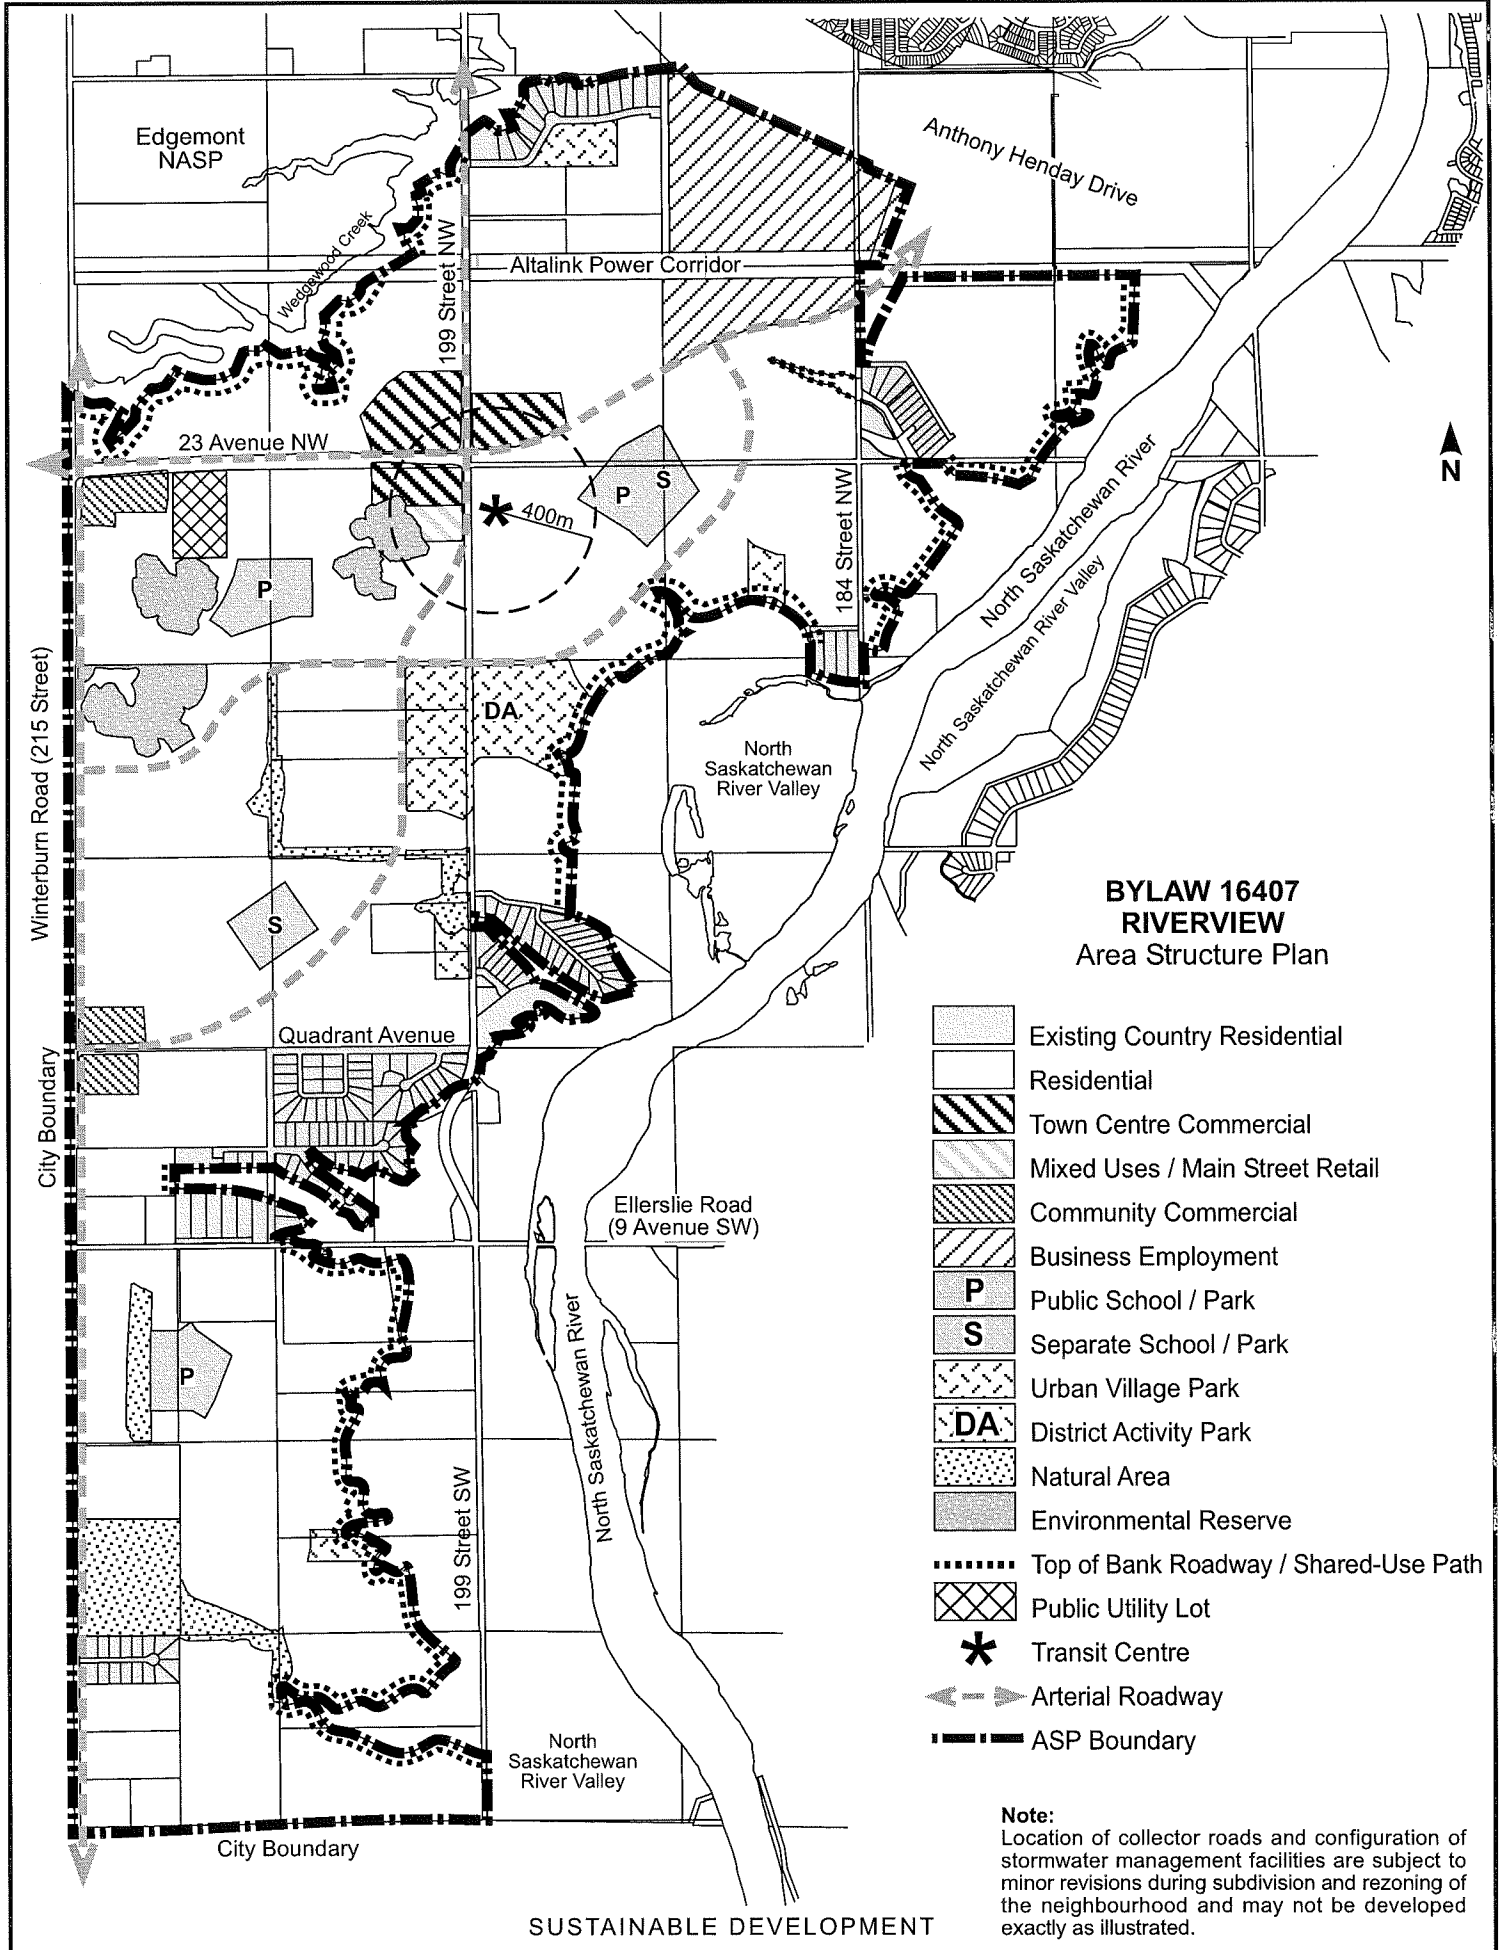 Edgemont
NASP
Anthony Henday Drive
Wedgewood Creek
199 Street NW
Altalink Power Corridor
23 Avenue NW
P
S
400m
184 Street NW
N
P
North Saskatchewan River
North Saskatchewan River Valley
Winterburn Road (215 Street)
DA
North
Saskatchewan
River Valley
S
Quadrant Avenue
City Boundary
Ellerslie Road
(9 Avenue SW)
P
North Saskatchewan River
199 Street SW
North
Saskatchewan
River Valley
City Boundary
BYLAW 16407
RIVERVIEW
Area Structure Plan
Existing Country Residential
Residential
Town Centre Commercial
Mixed Uses / Main Street Retail
Community Commercial
Business Employment
P Public School / Park
S Separate School / Park
Urban Village Park
DA District Activity Park
Natural Area
Environmental Reserve
Top of Bank Roadway / Shared-Use Path
Public Utility Lot
Transit Centre
Arterial Roadway
ASP Boundary
Note:
Location of collector roads and configuration of
stormwater management facilities are subject to
minor revisions during subdivision and rezoning of
the neighbourhood and may not be developed
exactly as illustrated.
SUSTAINABLE DEVELOPMENT